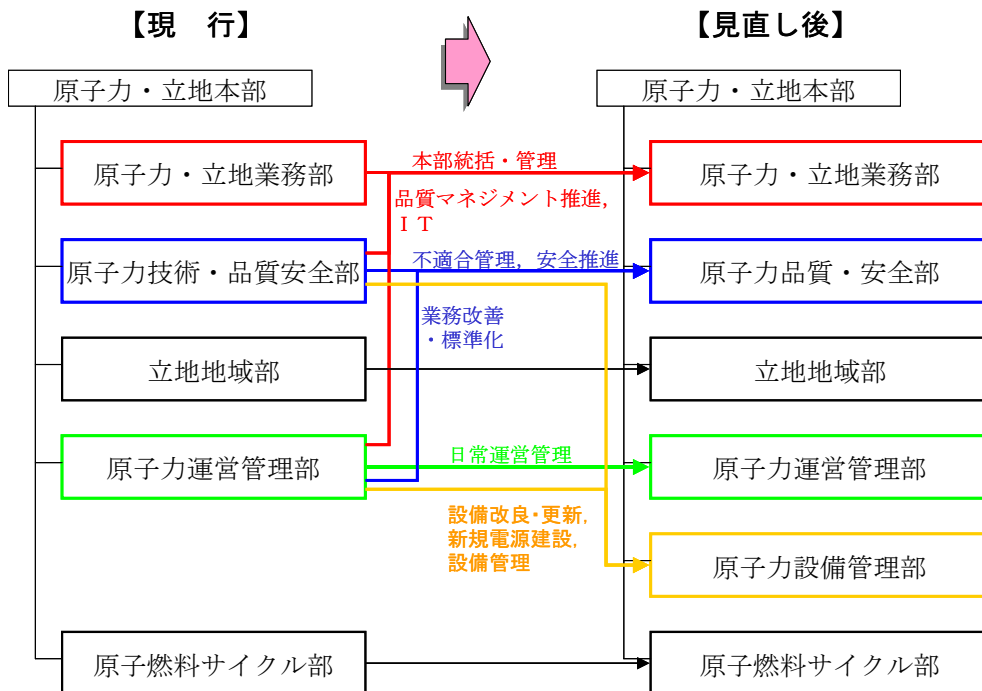 【現　行】
【見直し後】
原子力・立地本部
原子力・立地本部
原子力・立地業務部
本部統括・管理
原子力・立地業務部
品質マネジメント推進，
ＩＴ
原子力技術・品質安全部
不適合管理，安全推進
原子力品質・安全部
業務改善
・標準化
立地地域部
立地地域部
原子力運営管理部
日常運営管理
原子力運営管理部
設備改良・更新，
新規電源建設，
設備管理
原子力設備管理部
原子燃料サイクル部
原子燃料サイクル部